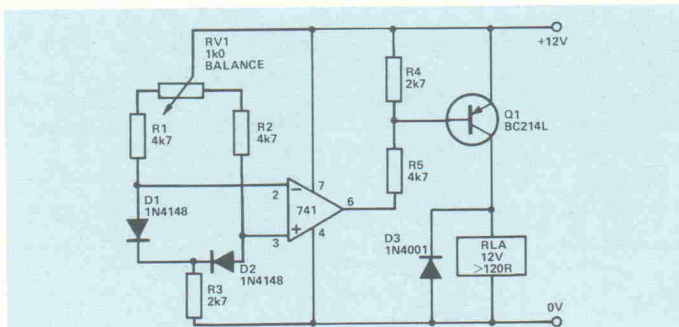 RV1
1k0
BALANCE
+12V
R4
2k7
Q1
BC214L
R1
4k7
R2
4k7
R5
4k7
7
2
741
6
3
4
D1
1N4148
D3
1N4001
RLA
12V
>120R
D2
1N4148
R3
2k7
0V